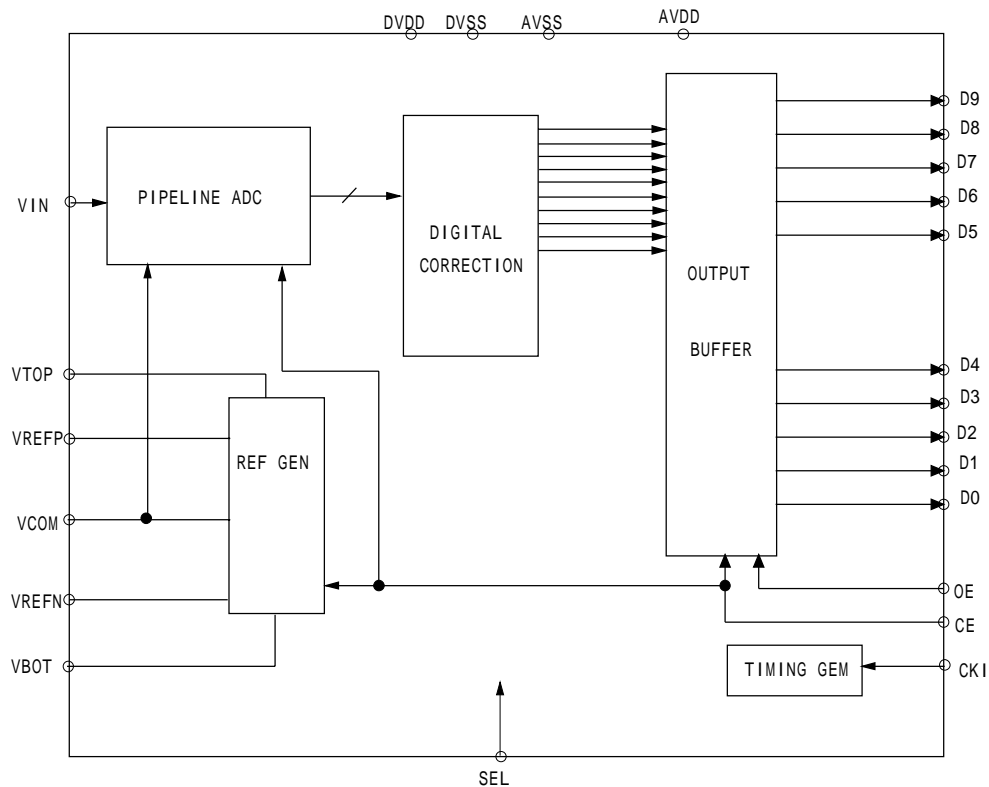 DVDD DVSS AVSS AVDD
D9
D8
D7
D6
D5
D4
D3
D2
D1
D0
OE
CE
CKI
VIN
PIPELINE ADC
DIGITAL
CORRECTION
OUTPUT
BUFFER
VTOP
VREFP
VCOM
VREFN
VBOT
REF GEN
TIMING GEM
SEL